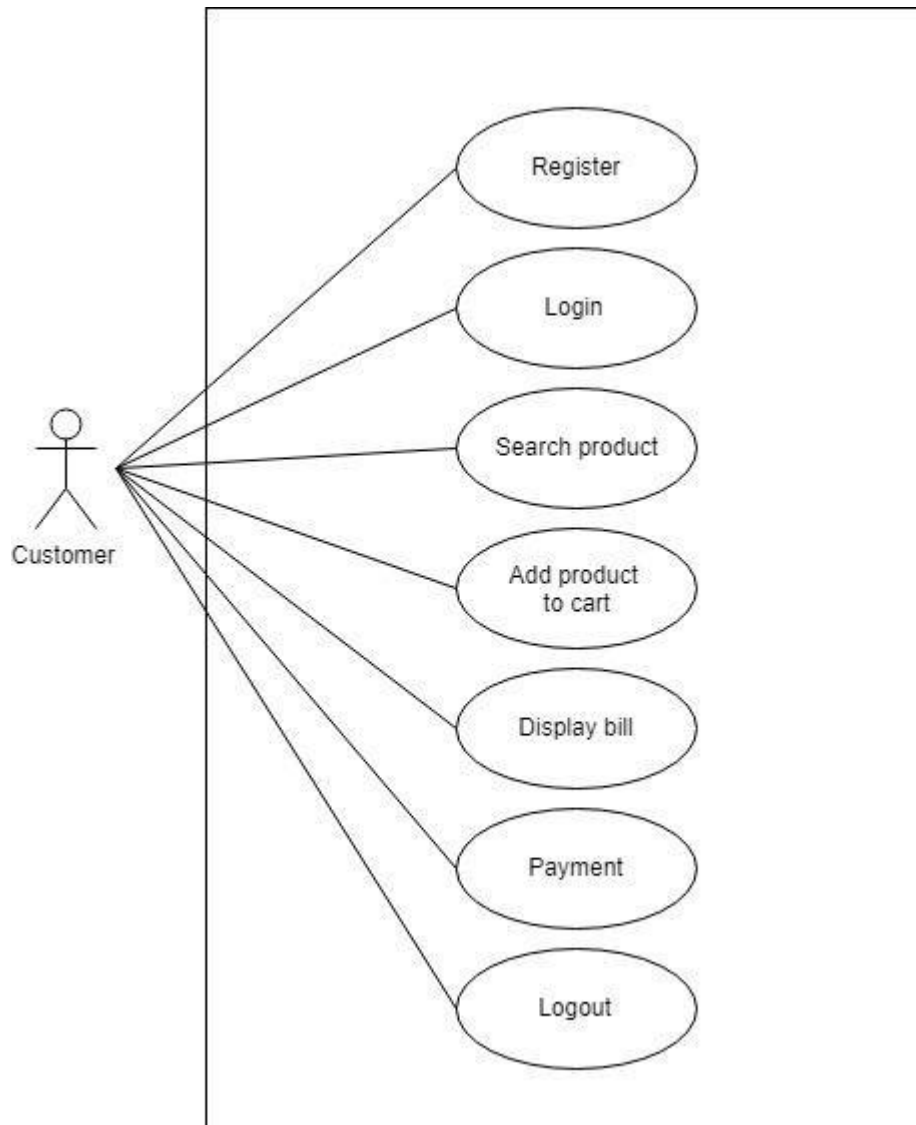 Register
Login
Search product
Customer
Add product
to cart
Display bill
Payment
Logout